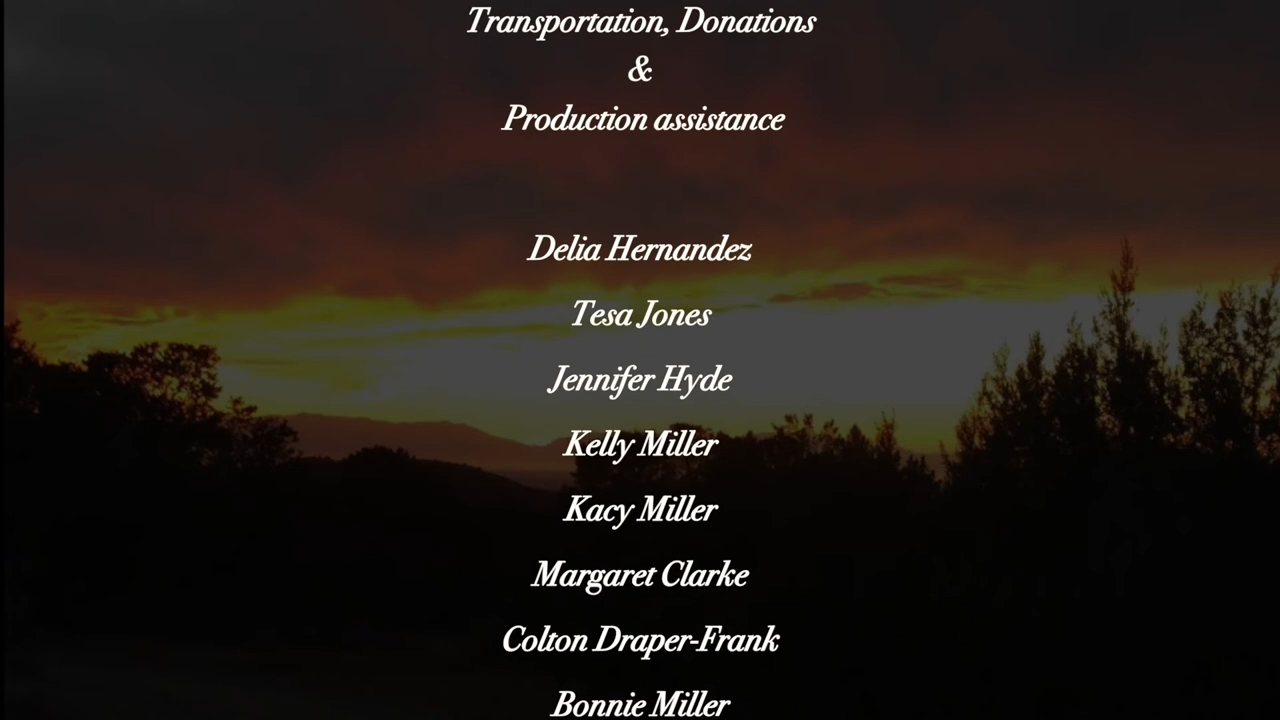 Transportation, Donations
&
Production assistance
Delia Hernandez
Tesa Jones
Jennifer Hyde
Kelly Miller
Kacy Miller
Margaret Clarke
Colton Draper-Frank
Bonnie Miller